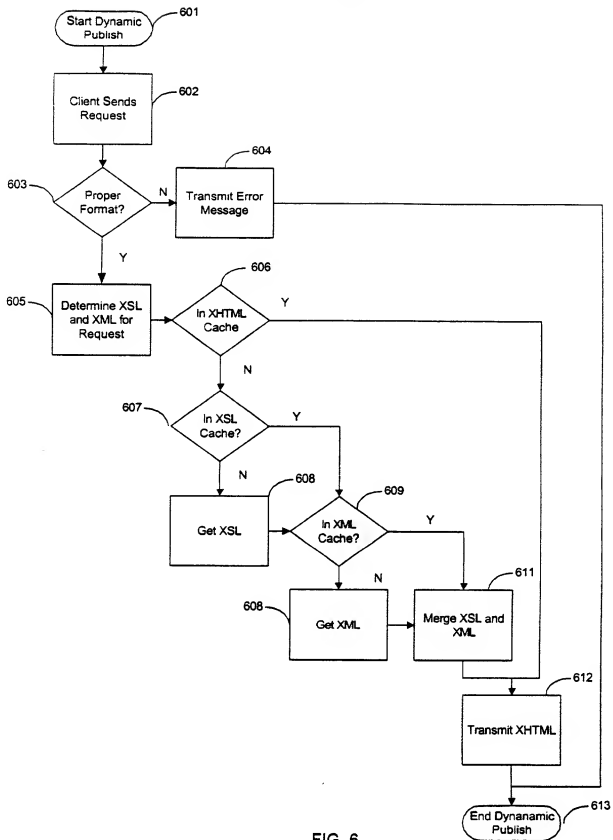 Start Dynamic
Publish
601
Client Sends
Request
602
603
Proper
Format?
N
Y
604
Transmit Error
Message
605
Determine XSL
and XML for
Request
606
In XHTML
Cache
Y
N
607
In XSL
Cache?
Y
N
608
Get XSL
609
In XML
Cache?
Y
N
608
Get XML
611
Merge XSL and
XML
612
Transmit XHTML
End Dynanamic
Publish
613
FIG. 6